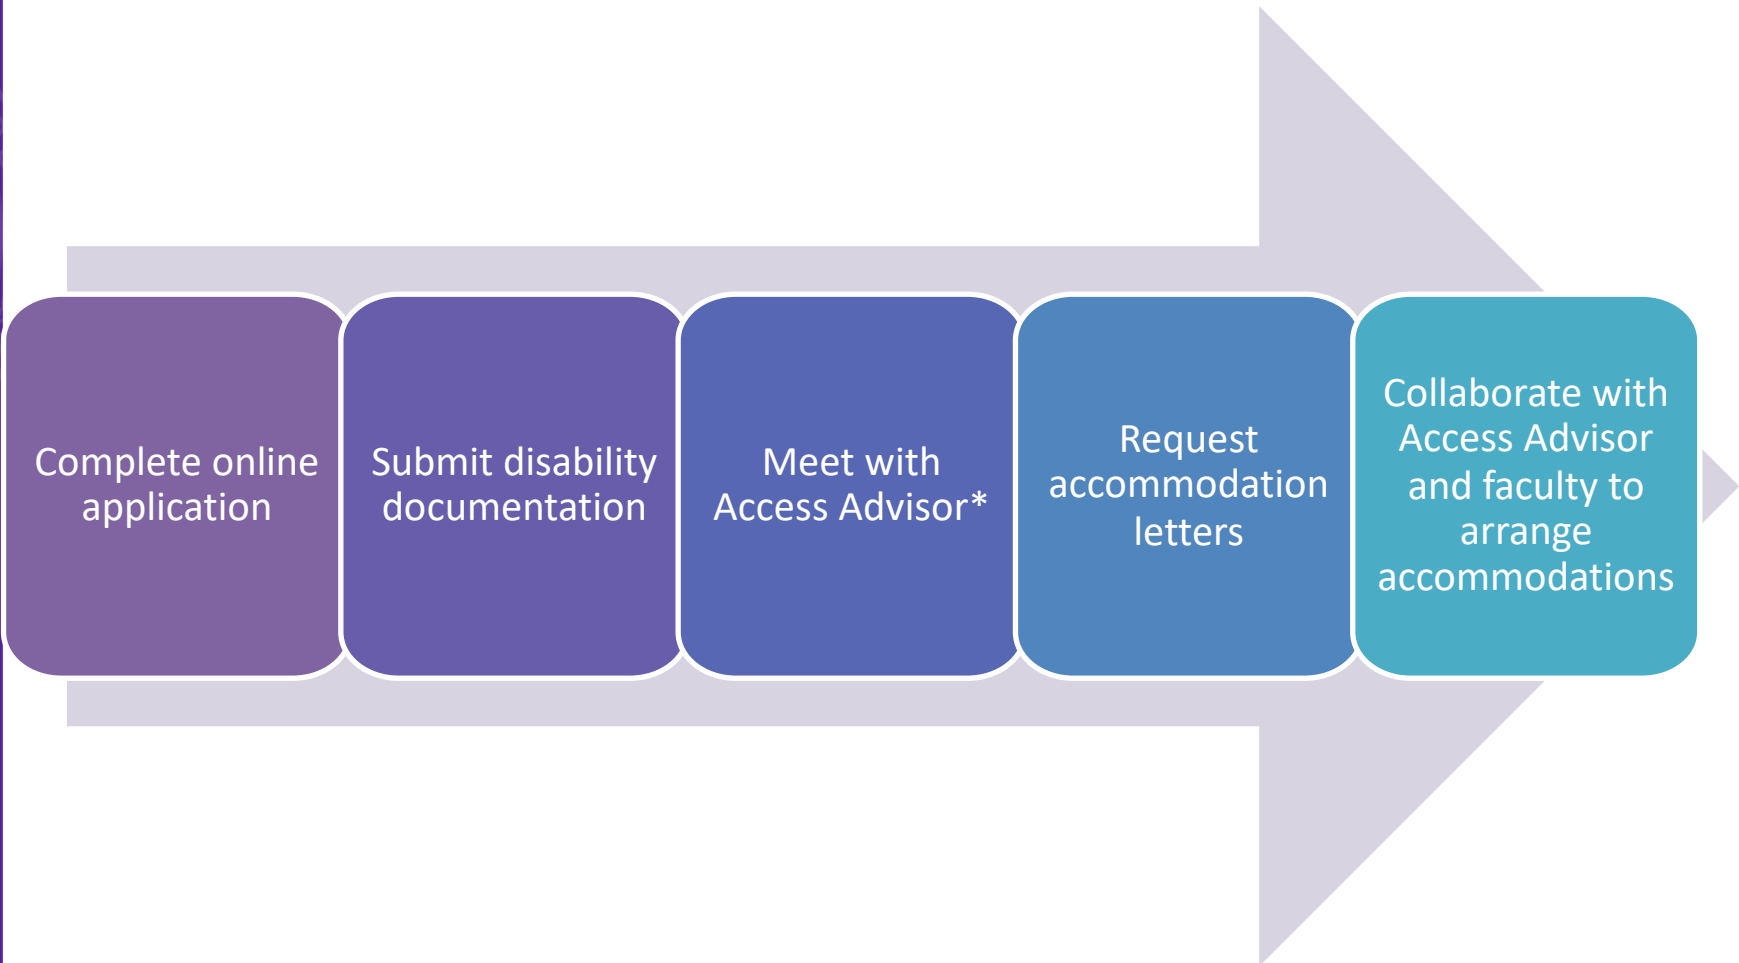 Complete online
application
Submit disability
documentation
Meet with
Access Advisor*
Request
accommodation
letters
Collaborate with
Access Advisor
and faculty to
arrange
accommodations